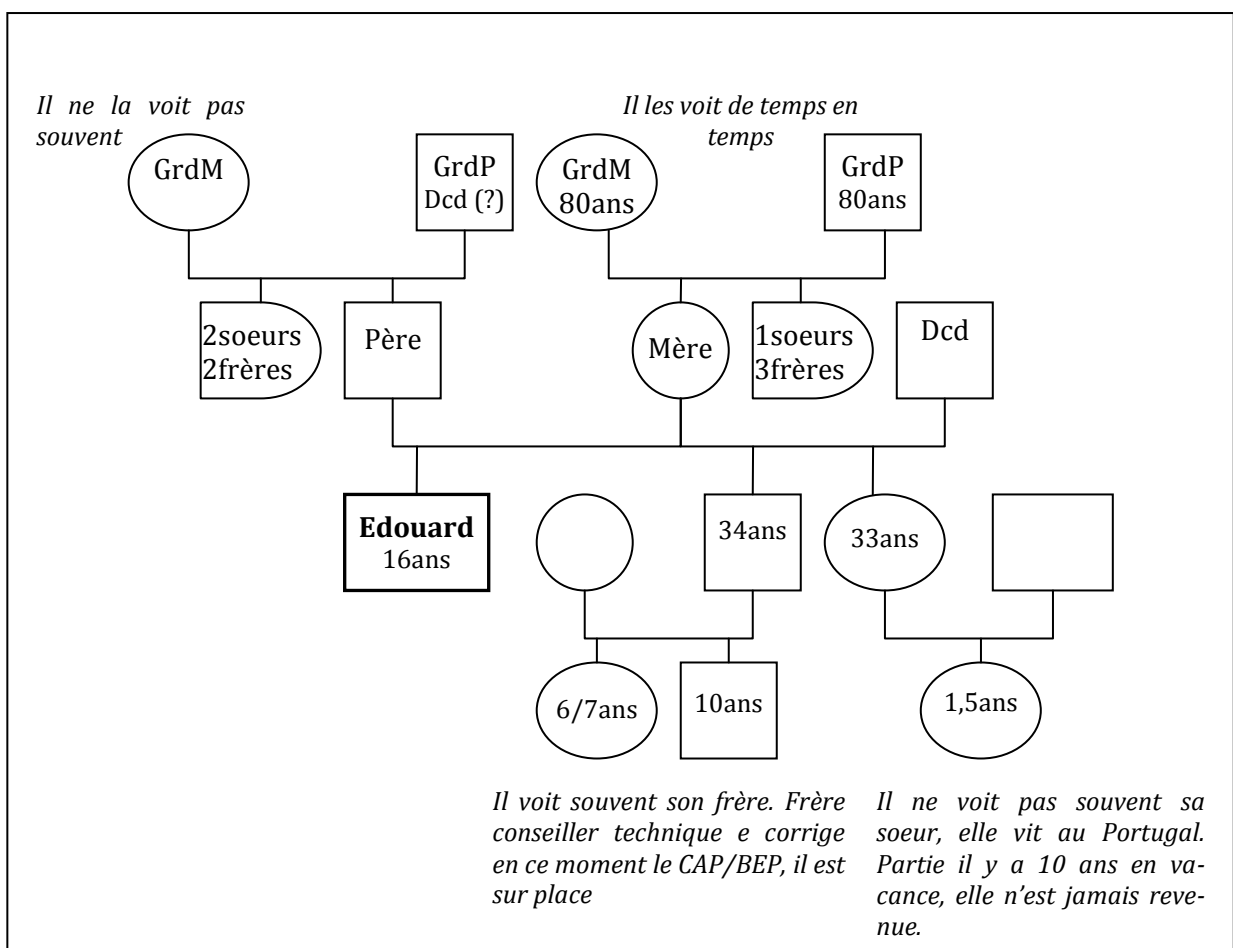 Il ne la voit pas
souvent
Il les voit de temps en
temps
GrdM
GrdP
Dcd (?)
GrdM
80ans
GrdP
80ans
2soeurs
2frères
Père
Mère
1soeurs
3frères
Dcd
Edouard
16ans
34ans
33ans
6/7ans
10ans
1,5ans
Il voit souvent son frère. Frère
conseiller technique e corrige
en ce moment le CAP/BEP, il est
sur place
Il ne voit pas souvent sa
soeur, elle vit au Portugal.
Partie il y a 10 ans en va-
cance, elle n’est jamais reve-
nue.